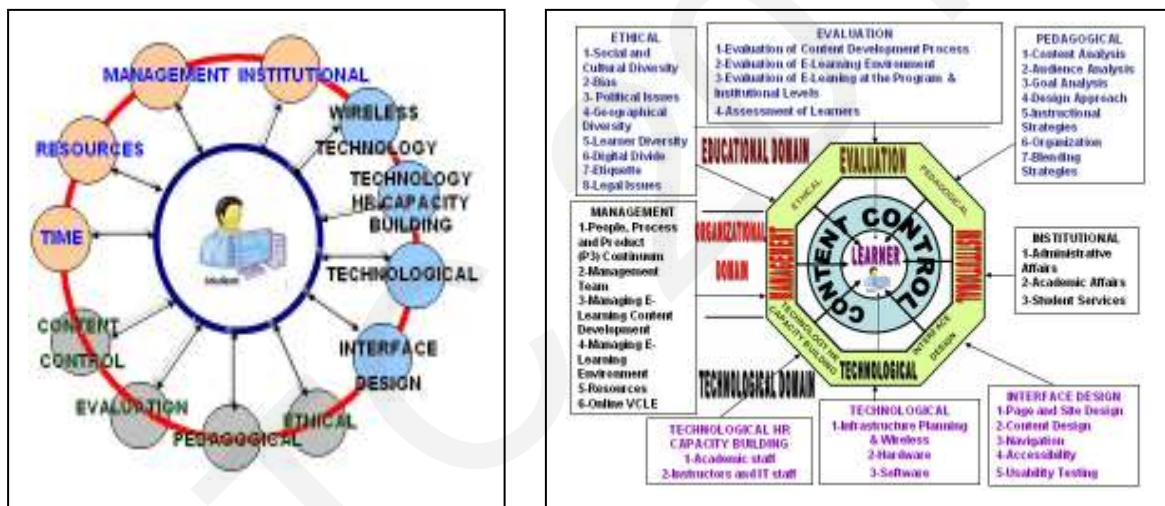 MANAGEMENT
INSTITUTIONAL
WIRELESS
TECHNOLOGY
TECHNOLOGY
HR CAPACITY
BUILDING
TECHNOLOGICAL
INTERFACE
DESIGN
ETHICAL
PEDAGOGICAL
EVALUATION
CONTENT
CONTROL
TIME
RESOURCES
ETHICAL
1-Social and
Cultural Diversity
2-Bias
3- Political Issues
4-Geographical
Diversity
5-Learner Diversity
6-Digital Divide
7-Etiquette
8-Legal Issues
EVALUATION
1-Evaluation of Content Development Process
2-Evaluation of E-Learning Environment
3-Evaluation of E-Leaning at the Program &
Institutional Levels
4-Assessment of Learners
PEDAGOGICAL
1-Content Analysis
2-Audience Analysis
3-Goal Analysis
4-Design Approach
5-Instructional
Strategies
6-Organization
7-Blending
Strategies
EDUCATIONAL DOMAIN
MANAGEMENT
1-People, Process
and Product
(P3) Continuum
2-Management
Team
3-Managing E-
Learning Content
Development
4-Managing E-
Learning
Environment
5-Resources
6-Online VCLE
ORGANIZATIONAL
DOMAIN
TECHNOLOGICAL DOMAIN
EVALUATION
PEDAGOGICAL
INSTITUTIONAL
INTERFACE
DESIGN
TECHNOLOGICAL
TECHNOLOGY HR
CAPACITY BUILDING
MANAGEMENT
ETHICAL
CONTENT CONTROL
LEARNER
INSTITUTIONAL
1-Administrative
Affairs
2-Academic Affairs
3-Student Services
TECHNOLOGICAL HR
CAPACITY BUILDING
1-Academic staff
2-Instructors and IT staff
TECHNOLOGICAL
1-Infrastructure Planning
& Wireless
2-Hardware
3-Software
INTERFACE DESIGN
1-Page and Site Design
2-Content Design
3-Navigation
4-Accessibility
5-Usability Testing